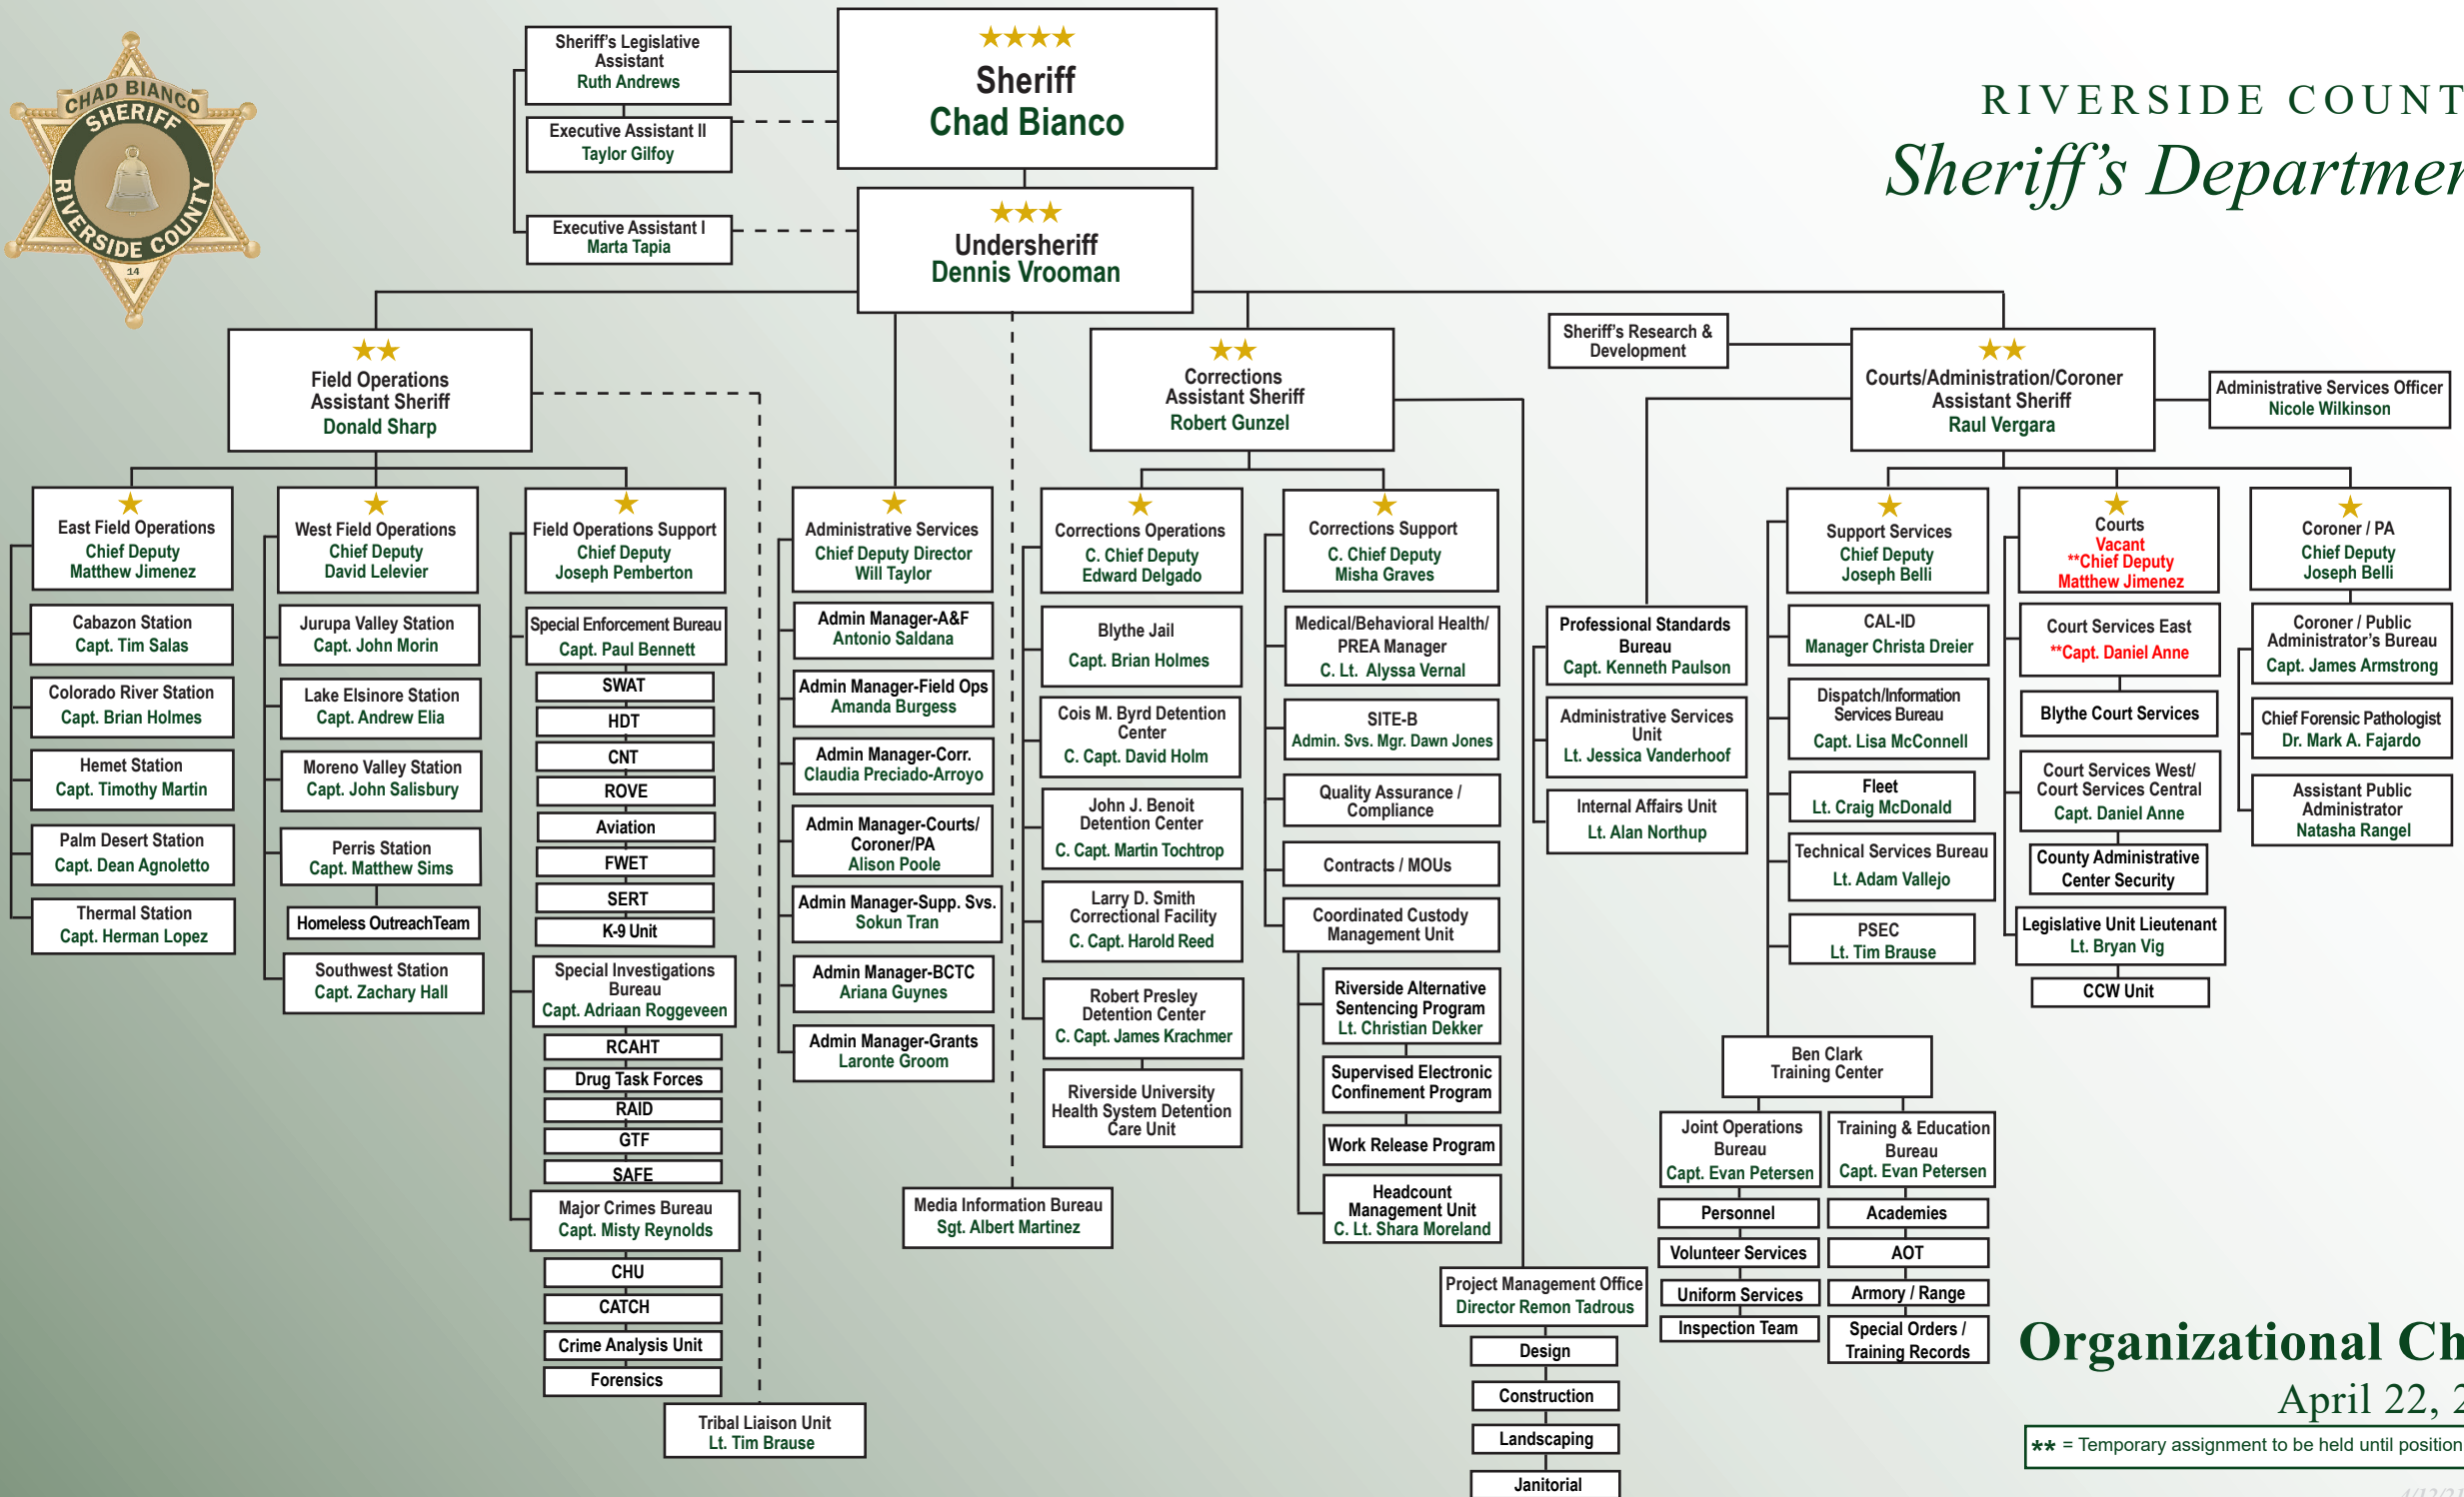 CHAD BIANCO
SHERIFF
RIVERSIDE COUNTY
14
RIVERSIDE COUNT
Sheriff's Departmen
★★★★
Sheriff
Chad Bianco
Sheriff's Legislative
Assistant
Ruth Andrews
Executive Assistant II
Taylor Gilfoy
Executive Assistant I
Marta Tapia
★★★
Undersheriff
Dennis Vrooman
★★
Field Operations
Assistant Sheriff
Donald Sharp
★★
Corrections
Assistant Sheriff
Robert Gunzel
Sheriff's Research &
Development
★★
Courts/Administration/Coroner
Assistant Sheriff
Raul Vergara
Administrative Services Officer
Nicole Wilkinson
★
East Field Operations
Chief Deputy
Matthew Jimenez
Cabazon Station
Capt. Tim Salas
Colorado River Station
Capt. Brian Holmes
Hemet Station
Capt. Timothy Martin
Palm Desert Station
Capt. Dean Agnoletto
Thermal Station
Capt. Herman Lopez
★
West Field Operations
Chief Deputy
David Lelevier
Jurupa Valley Station
Capt. John Morin
Lake Elsinore Station
Capt. Andrew Elia
Moreno Valley Station
Capt. John Salisbury
Perris Station
Capt. Matthew Sims
Homeless OutreachTeam
Southwest Station
Capt. Zachary Hall
★
Field Operations Support
Chief Deputy
Joseph Pemberton
Special Enforcement Bureau
Capt. Paul Bennett
SWAT
HDT
CNT
ROVE
Aviation
FWET
SERT
K-9 Unit
Special Investigations
Bureau
Capt. Adriaan Roggeveen
RCAHT
Drug Task Forces
RAID
GTF
SAFE
Major Crimes Bureau
Capt. Misty Reynolds
CHU
CATCH
Crime Analysis Unit
Forensics
Tribal Liaison Unit
Lt. Tim Brause
★
Administrative Services
Chief Deputy Director
Will Taylor
Admin Manager-A&F
Antonio Saldana
Admin Manager-Field Ops
Amanda Burgess
Admin Manager-Corr.
Claudia Preciado-Arroyo
Admin Manager-Courts/
Coroner/PA
Alison Poole
Admin Manager-Supp. Svs.
Sokun Tran
Admin Manager-BCTC
Ariana Guynes
Admin Manager-Grants
Laronte Groom
Media Information Bureau
Sgt. Albert Martinez
★
Corrections Operations
C. Chief Deputy
Edward Delgado
Blythe Jail
Capt. Brian Holmes
Cois M. Byrd Detention
Center
C. Capt. David Holm
John J. Benoit
Detention Center
C. Capt. Martin Tochtrop
Larry D. Smith
Correctional Facility
C. Capt. Harold Reed
Robert Presley
Detention Center
C. Capt. James Krachmer
Riverside University
Health System Detention
Care Unit
★
Corrections Support
C. Chief Deputy
Misha Graves
Medical/Behavioral Health/
PREA Manager
C. Lt. Alyssa Vernal
SITE-B
Admin. Svs. Mgr. Dawn Jones
Quality Assurance /
Compliance
Contracts / MOUs
Coordinated Custody
Management Unit
Riverside Alternative
Sentencing Program
Lt. Christian Dekker
Supervised Electronic
Confinement Program
Work Release Program
Headcount
Management Unit
C. Lt. Shara Moreland
Project Management Office
Director Remon Tadrous
Design
Construction
Landscaping
Janitorial
Professional Standards
Bureau
Capt. Kenneth Paulson
Administrative Services
Unit
Lt. Jessica Vanderhoof
Internal Affairs Unit
Lt. Alan Northup
★
Support Services
Chief Deputy
Joseph Belli
CAL-ID
Manager Christa Dreier
Dispatch/Information
Services Bureau
Capt. Lisa McConnell
Fleet
Lt. Craig McDonald
Technical Services Bureau
Lt. Adam Vallejo
PSEC
Lt. Tim Brause
Ben Clark
Training Center
Joint Operations
Bureau
Capt. Evan Petersen
Personnel
Volunteer Services
Uniform Services
Inspection Team
Training & Education
Bureau
Capt. Evan Petersen
Academies
AOT
Armory / Range
Special Orders /
Training Records
★
Courts
Vacant
**Chief Deputy
Matthew Jimenez
Court Services East
**Capt. Daniel Anne
Blythe Court Services
Court Services West/
Court Services Central
Capt. Daniel Anne
County Administrative
Center Security
Legislative Unit Lieutenant
Lt. Bryan Vig
CCW Unit
★
Coroner / PA
Chief Deputy
Joseph Belli
Coroner / Public
Administrator's Bureau
Capt. James Armstrong
Chief Forensic Pathologist
Dr. Mark A. Fajardo
Assistant Public
Administrator
Natasha Rangel
Organizational Ch
April 22, 2
** = Temporary assignment to be held until position